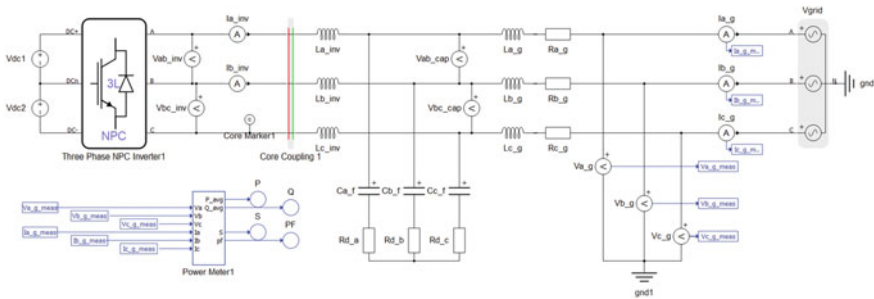 Vgrid
Ia_inv
La_inv
La_g
Ra_g
Ia_g
Ia_g_m...
Vdc1
DC+
A
Vab_inv
Vab_cap
A
Ib_inv
Lb_inv
Lb_g
Rb_g
Ib_g
Ib_g_m...
DCn
3L
B
B
N
gnd
Vdc2
Vbc_inv
Vbc_cap
Core Marker1
Lc_inv
Lc_g
Rc_g
Ic_g
Ic_g_m...
DC-
NPC
C
C
Three Phase NPC Inverter1
Core Coupling 1
Va_g
Va_g_meas
Ca_f
Cb_f
Cc_f
Vb_g
Vb_g_meas
Vc_g
Vc_g_meas
Rd_a
Rd_b
Rd_c
gnd1
P
Q
S
PF
Va_g_meas
Vb_g_meas
Vc_g_meas
Ia_g_meas
Ib_g_meas
Ic_g_meas
Va
Vb
Vc
Ia
Ib
Ic
P_avg
Q_avg
S
pf
Power Meter1